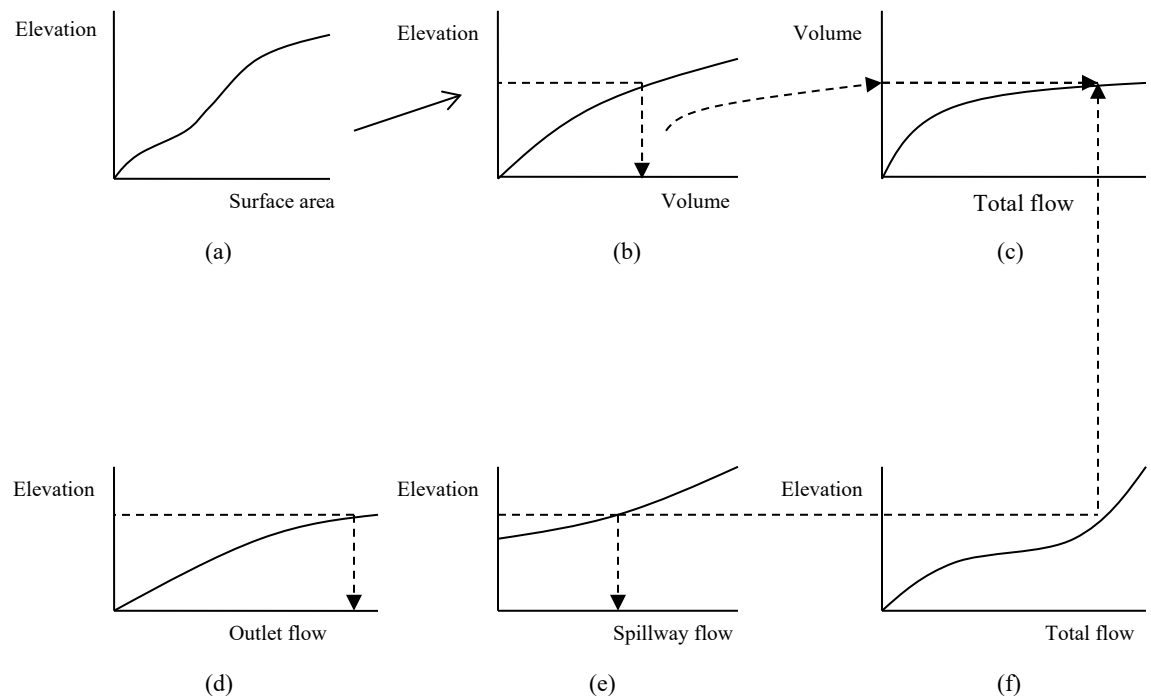 Elevation
Surface area
(a)
Elevation
Volume
(b)
Volume
Total flow
(c)
Elevation
Outlet flow
(d)
Elevation
Spillway flow
(e)
Elevation
Total flow
(f)